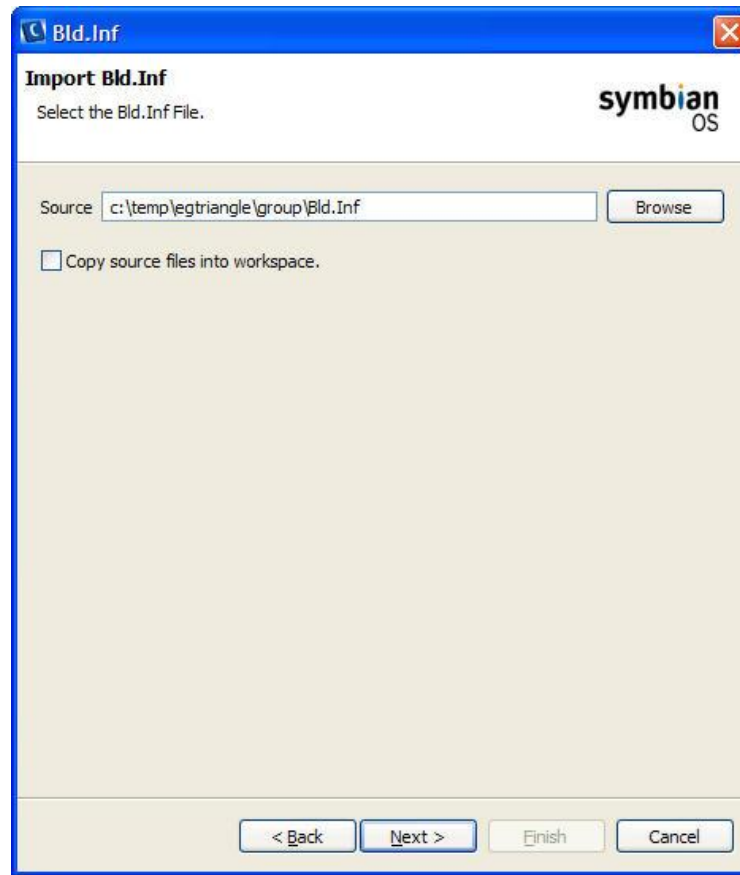 Bld.Inf
Import Bld.Inf
Select the Bld.Inf File.
symbian
OS
Source c:\temp\egtriangle\group\Bld.Inf Browse
Copy source files into workspace.
< Back Next > Finish Cancel